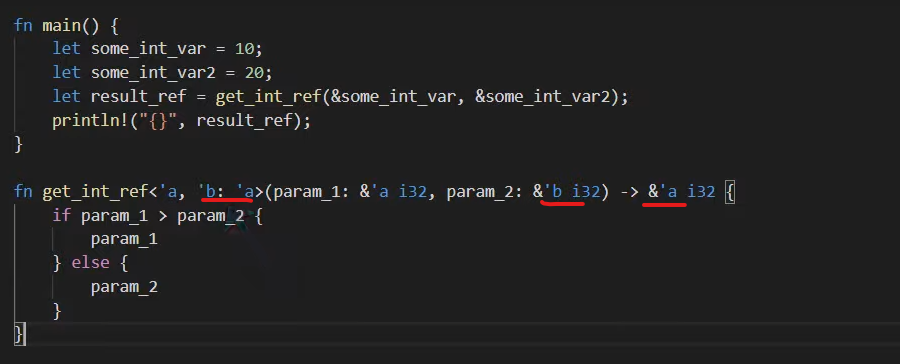 fn main() {
    let some_int_var = 10;
    let some_int_var2 = 20;
    let result_ref = get_int_ref(&some_int_var, &some_int_var2);
    println!("{}", result_ref);
}

fn get_int_ref<'a, 'b: 'a>(param_1: &'a i32, param_2: &'b i32) -> &'a i32 {
    if param_1 > param_2 {
        param_1
    } else {
        param_2
    }
}